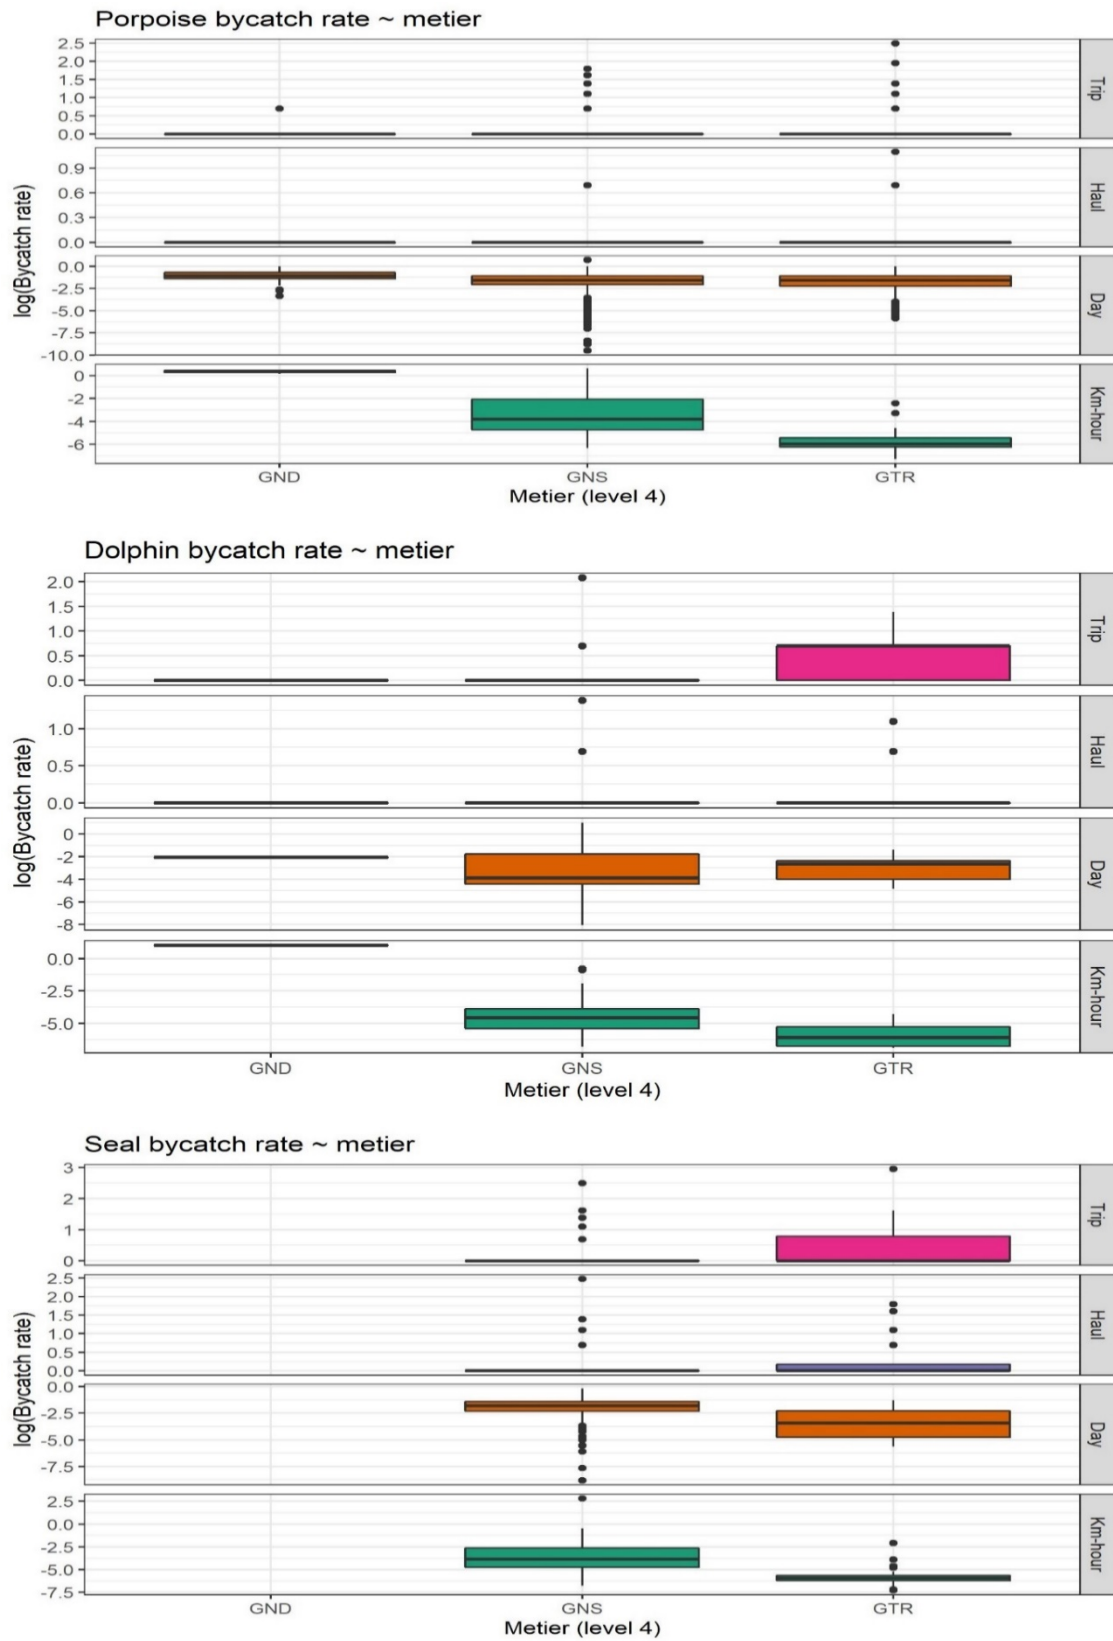 Porpoise bycatch rate ~ metier
log(Bycatch rate)
2.5
2.0
1.5
1.0
0.5
0.0
Trip
0.9
0.6
0.3
0.0
Haul
0.0
-2.5
-5.0
-7.5
-10.0
Day
0
-2
-4
-6
Km-hour
GND GNS GTR
Metier (level 4)
Dolphin bycatch rate ~ metier
log(Bycatch rate)
2.0
1.5
1.0
0.5
0.0
Trip
1.0
0.5
0.0
Haul
0
-2
-4
-6
-8
Day
0.0
-2.5
-5.0
Km-hour
GND GNS GTR
Metier (level 4)
Seal bycatch rate ~ metier
log(Bycatch rate)
3
2
1
0
Trip
2.5
2.0
1.5
1.0
0.5
0.0
Haul
0.0
-2.5
-5.0
-7.5
Day
2.5
0.0
-2.5
-5.0
-7.5
Km-hour
GND GNS GTR
Metier (level 4)